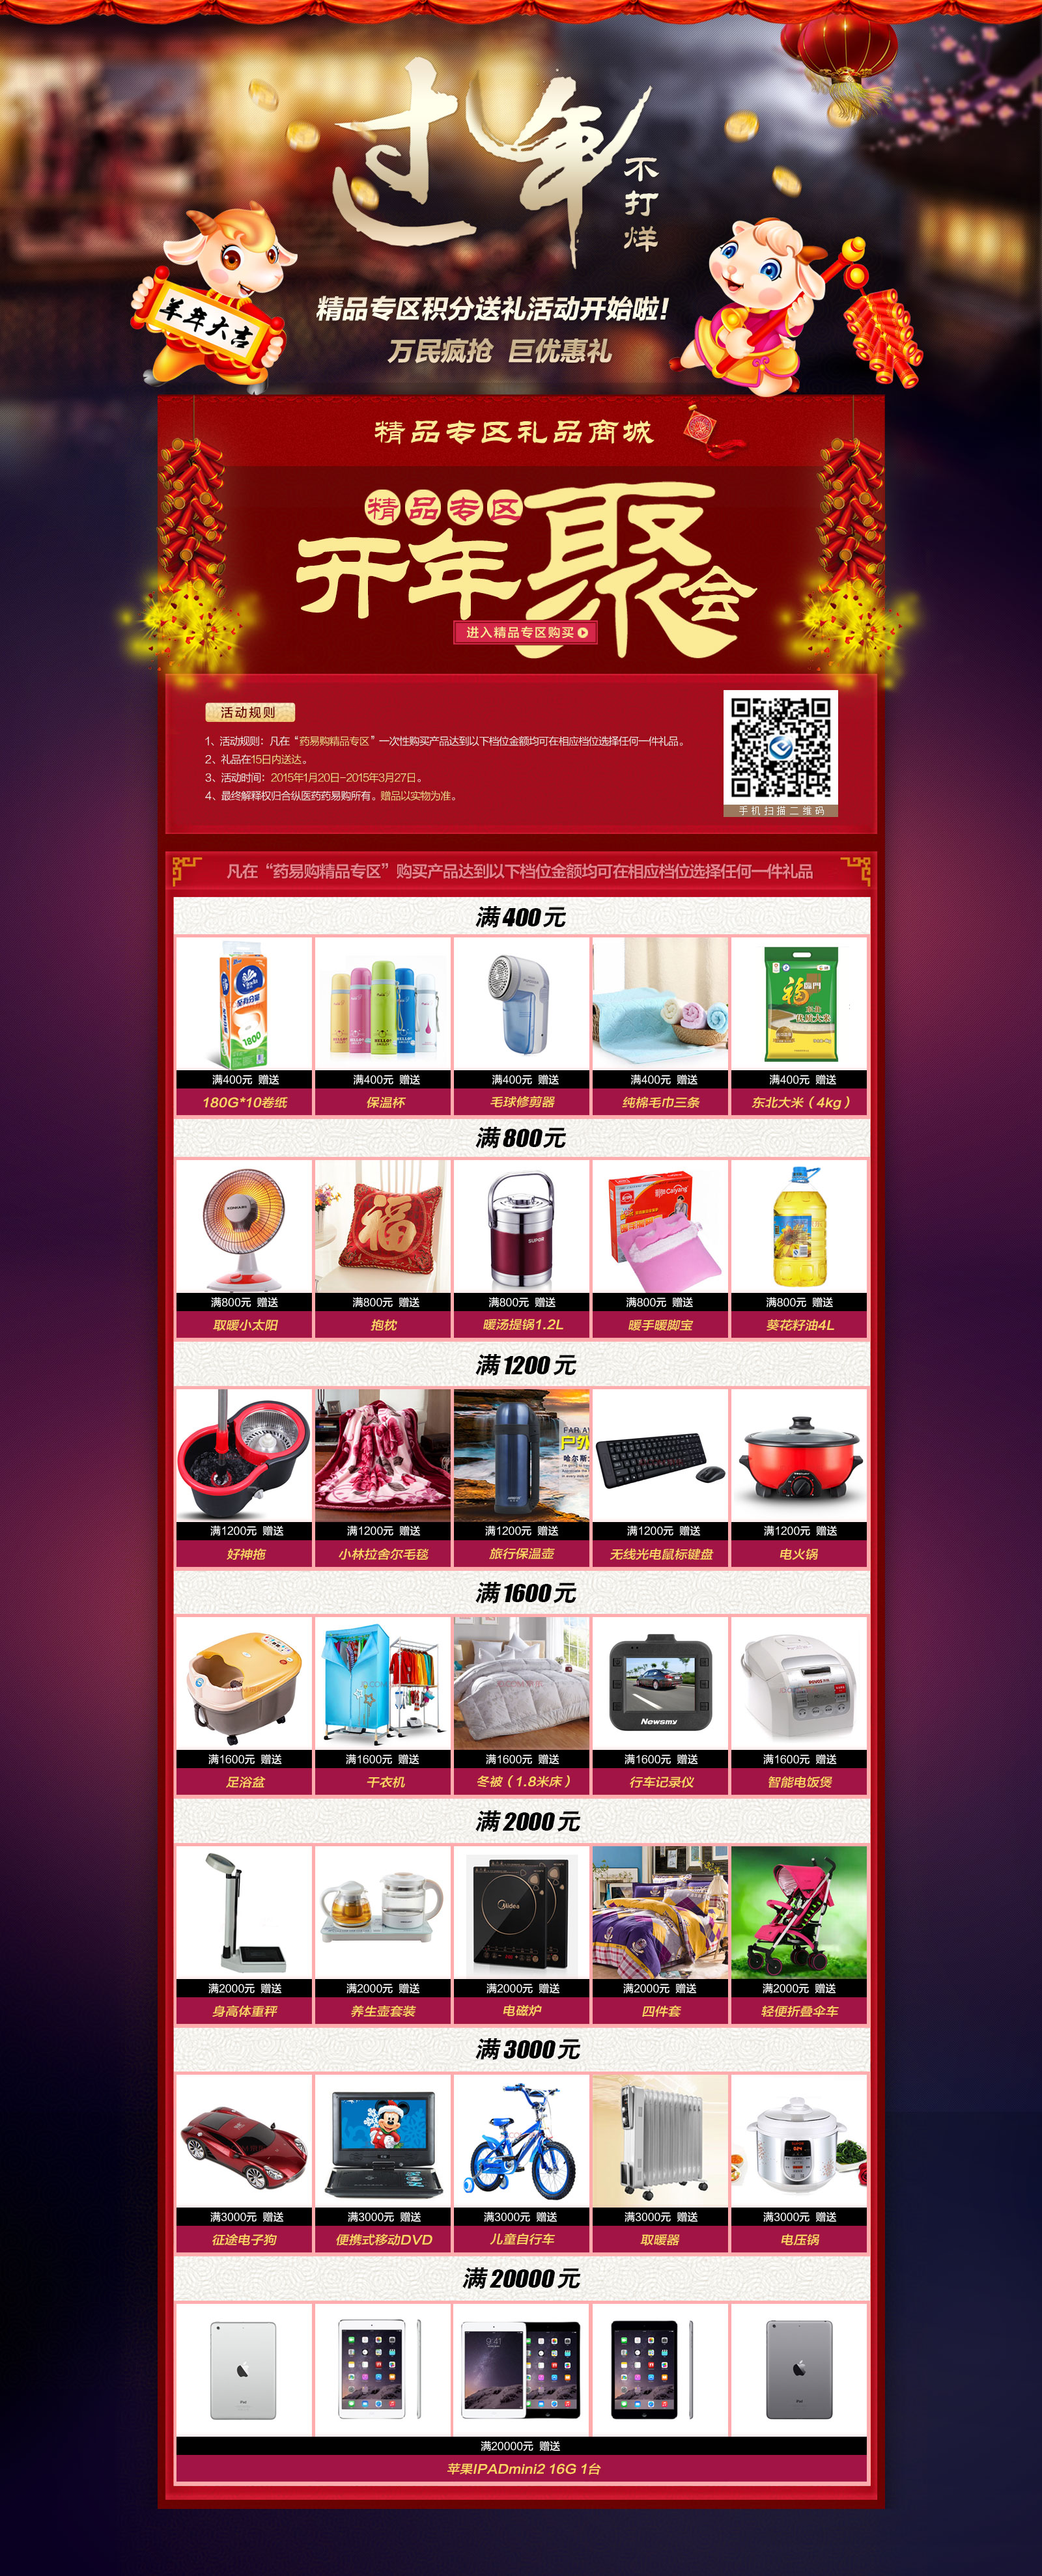 过年
不打烊
羊年大吉
精品专区积分送礼活动开始啦！
万民疯抢 巨优惠礼
精品专区礼品商城
精品专区
开年聚会
进入精品专区购买
活动规则
1、活动规则：凡在“药易购精品专区”一次性购买产品达到以下档位金额均可在相应档位选择任何一件礼品。
2、礼品在15日内送达。
3、活动时间：2015年1月20日-2015年3月27日。
4、最终解释权归合纵医药药易购所有。赠品以实物为准。
手机扫描二维码
凡在“药易购精品专区”购买产品达到以下档位金额均可在相应档位选择任何一件礼品
满400元
1800
福临门
东北优质大米
满400元 赠送 满400元 赠送 满400元 赠送 满400元 赠送 满400元 赠送
180G*10卷纸 保温杯 毛球修剪器 纯棉毛巾三条 东北大米（4kg）
满800元
福
SUPOR
Caiyang
满800元 赠送 满800元 赠送 满800元 赠送 满800元 赠送 满800元 赠送
取暖小太阳 抱枕 暖汤提锅1.2L 暖手暖脚宝 葵花籽油4L
满1200元
满1200元 赠送 满1200元 赠送 满1200元 赠送 满1200元 赠送 满1200元 赠送
好神拖 小林拉舍尔毛毯 旅行保温壶 无线光电鼠标键盘 电火锅
满1600元
Newsmy
满1600元 赠送 满1600元 赠送 满1600元 赠送 满1600元 赠送 满1600元 赠送
足浴盆 干衣机 冬被（1.8米床） 行车记录仪 智能电饭煲
满2000元
Midea
满2000元 赠送 满2000元 赠送 满2000元 赠送 满2000元 赠送 满2000元 赠送
身高体重秤 养生壶套装 电磁炉 四件套 轻便折叠伞车
满3000元
满3000元 赠送 满3000元 赠送 满3000元 赠送 满3000元 赠送 满3000元 赠送
征途电子狗 便携式移动DVD 儿童自行车 取暖器 电压锅
满20000元
9:41
iPad
iPad
满20000元 赠送
苹果IPADmini2 16G 1台